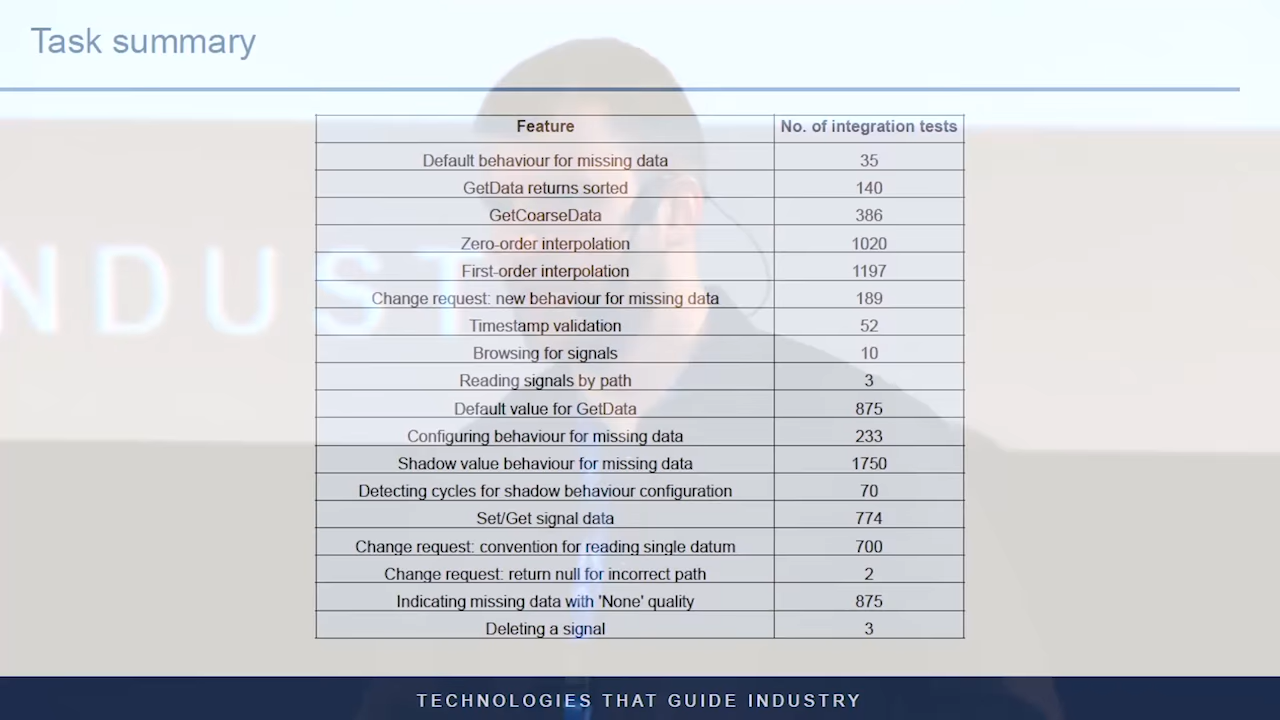 Task summary
Feature No. of integration tests
Default behaviour for missing data 35
GetData returns sorted 140
GetCoarseData 386
Zero-order interpolation 1020
First-order interpolation 1197
Change request: new behaviour for missing data 189
Timestamp validation 52
Browsing for signals 10
Reading signals by path 3
Default value for GetData 875
Configuring behaviour for missing data 233
Shadow value behaviour for missing data 1750
Detecting cycles for shadow behaviour configuration 70
Set/Get signal data 774
Change request: convention for reading single datum 700
Change request: return null for incorrect path 2
Indicating missing data with 'None' quality 875
Deleting a signal 3
NDUST
TECHNOLOGIES THAT GUIDE INDUSTRY